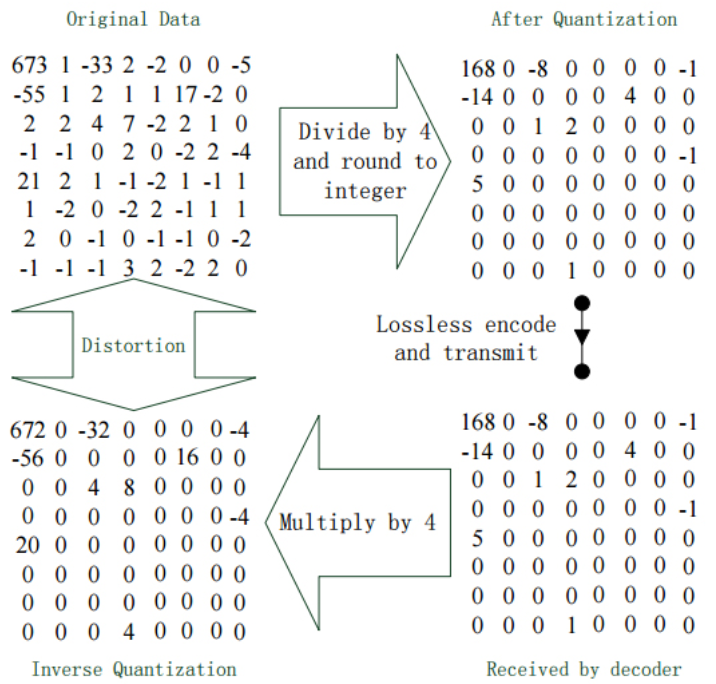 Original Data
673 1 -33 2 -2 0 0 -5
-55 1 2 1 1 17 -2 0
2 2 4 7 -2 2 1 0
-1 -1 0 2 0 -2 2 -4
21 2 1 -1 -2 1 -1 1
1 -2 0 -2 2 -1 1 1
2 0 -1 0 -1 -1 0 -2
-1 -1 -1 3 2 -2 2 0
Divide by 4
and round to
integer
After Quantization
168 0 -8 0 0 0 0 -1
-14 0 0 0 0 4 0 0
0 0 1 2 0 0 0 0
0 0 0 0 0 0 0 -1
5 0 0 0 0 0 0 0
0 0 0 0 0 0 0 0
0 0 0 0 0 0 0 0
0 0 0 1 0 0 0 0
Distortion
Lossless encode
and transmit
672 0 -32 0 0 0 0 -4
-56 0 0 0 0 16 0 0
0 0 4 8 0 0 0 0
0 0 0 0 0 0 0 -4
20 0 0 0 0 0 0 0
0 0 0 0 0 0 0 0
0 0 0 0 0 0 0 0
0 0 0 4 0 0 0 0
Inverse Quantization
Multiply by 4
168 0 -8 0 0 0 0 -1
-14 0 0 0 0 4 0 0
0 0 1 2 0 0 0 0
0 0 0 0 0 0 0 -1
5 0 0 0 0 0 0 0
0 0 0 0 0 0 0 0
0 0 0 0 0 0 0 0
0 0 0 1 0 0 0 0
Received by decoder